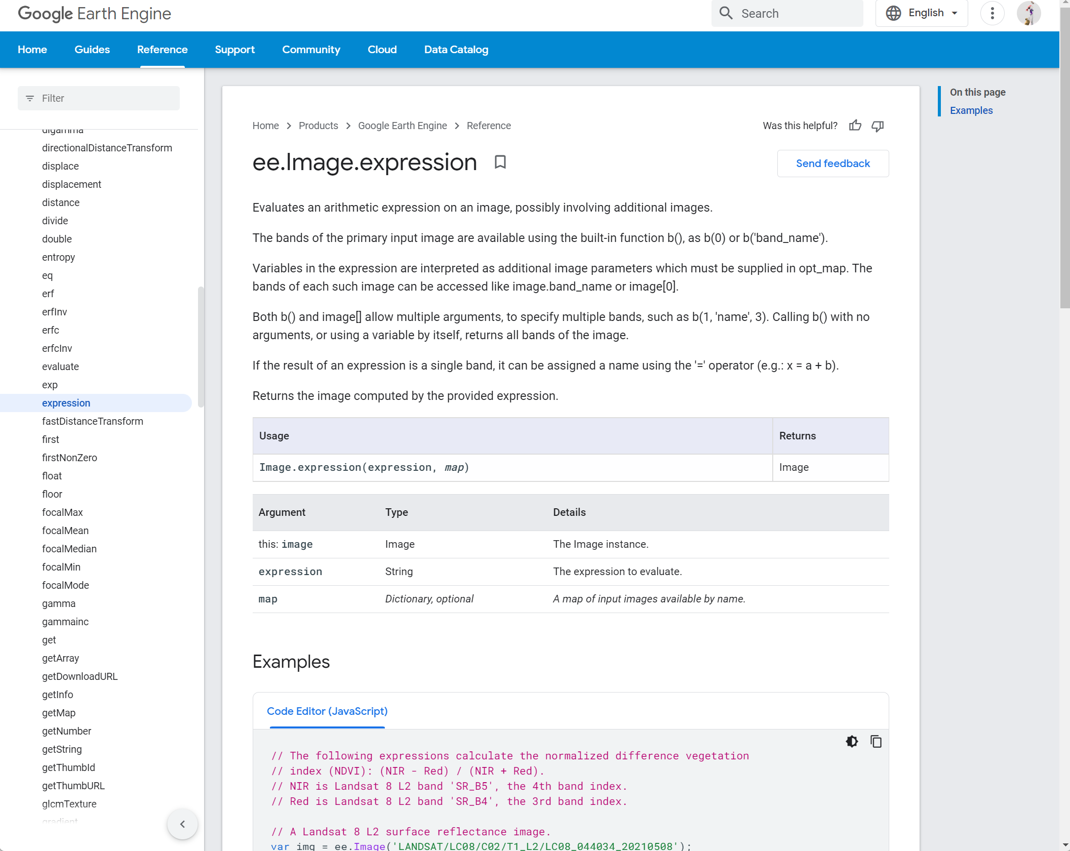 Google Earth Engine
Search
English
Home
Guides
Reference
Support
Community
Cloud
Data Catalog
Filter
digamma
directionalDistanceTransform
displace
displacement
distance
divide
double
entropy
eq
erf
erfInv
erfc
erfcInv
evaluate
exp
expression
fastDistanceTransform
first
firstNonZero
float
floor
focalMax
focalMean
focalMedian
focalMin
focalMode
gamma
gammainc
get
getArray
getDownloadURL
getInfo
getMap
getNumber
getString
getThumbId
getThumbURL
glcmTexture
gradient
Home > Products > Google Earth Engine > Reference
Was this helpful?
ee.Image.expression
Send feedback
Evaluates an arithmetic expression on an image, possibly involving additional images.
The bands of the primary input image are available using the built-in function b(), as b(0) or b('band_name').
Variables in the expression are interpreted as additional image parameters which must be supplied in opt_map. The
bands of each such image can be accessed like image.band_name or image[0].
Both b() and image[] allow multiple arguments, to specify multiple bands, such as b(1, 'name', 3). Calling b() with no
arguments, or using a variable by itself, returns all bands of the image.
If the result of an expression is a single band, it can be assigned a name using the '=' operator (e.g.: x = a + b).
Returns the image computed by the provided expression.
Usage Returns
Image.expression(expression, map) Image
Argument Type Details
this: image Image The Image instance.
expression String The expression to evaluate.
map Dictionary, optional A map of input images available by name.
Examples
Code Editor (JavaScript)
// The following expressions calculate the normalized difference vegetation
// index (NDVI): (NIR - Red) / (NIR + Red).
// NIR is Landsat 8 L2 band 'SR_B5', the 4th band index.
// Red is Landsat 8 L2 band 'SR_B4', the 3rd band index.
// A Landsat 8 L2 surface reflectance image.
var img = ee.Image('LANDSAT/LC08/C02/T1_L2/LC08_044034_20210508');
On this page
Examples